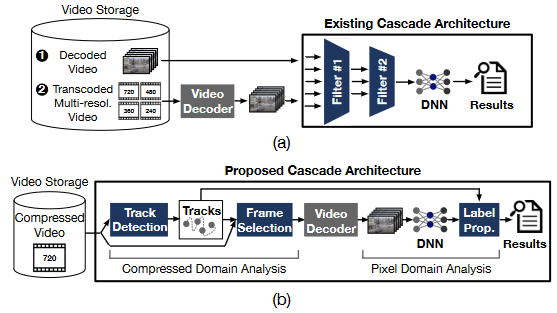 Video Storage
Existing Cascade Architecture
1 Decoded
Video
2 Transcoded
Multi-resol.
Video
720 480
360 240
Video
Decoder
Filter #1
Filter #2
DNN
Results
(a)
Proposed Cascade Architecture
Video Storage
Compressed
Video
720
Track
Detection
Tracks
Frame
Selection
Video
Decoder
DNN
Label
Prop.
Results
Compressed Domain Analysis
Pixel Domain Analysis
(b)